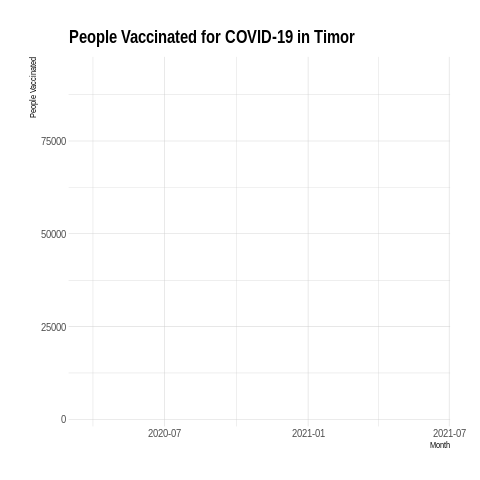 People Vaccinated for COVID-19 in Timor
People Vaccinated
75000
50000
25000
0
2020-07 2021-01 2021-07
Month